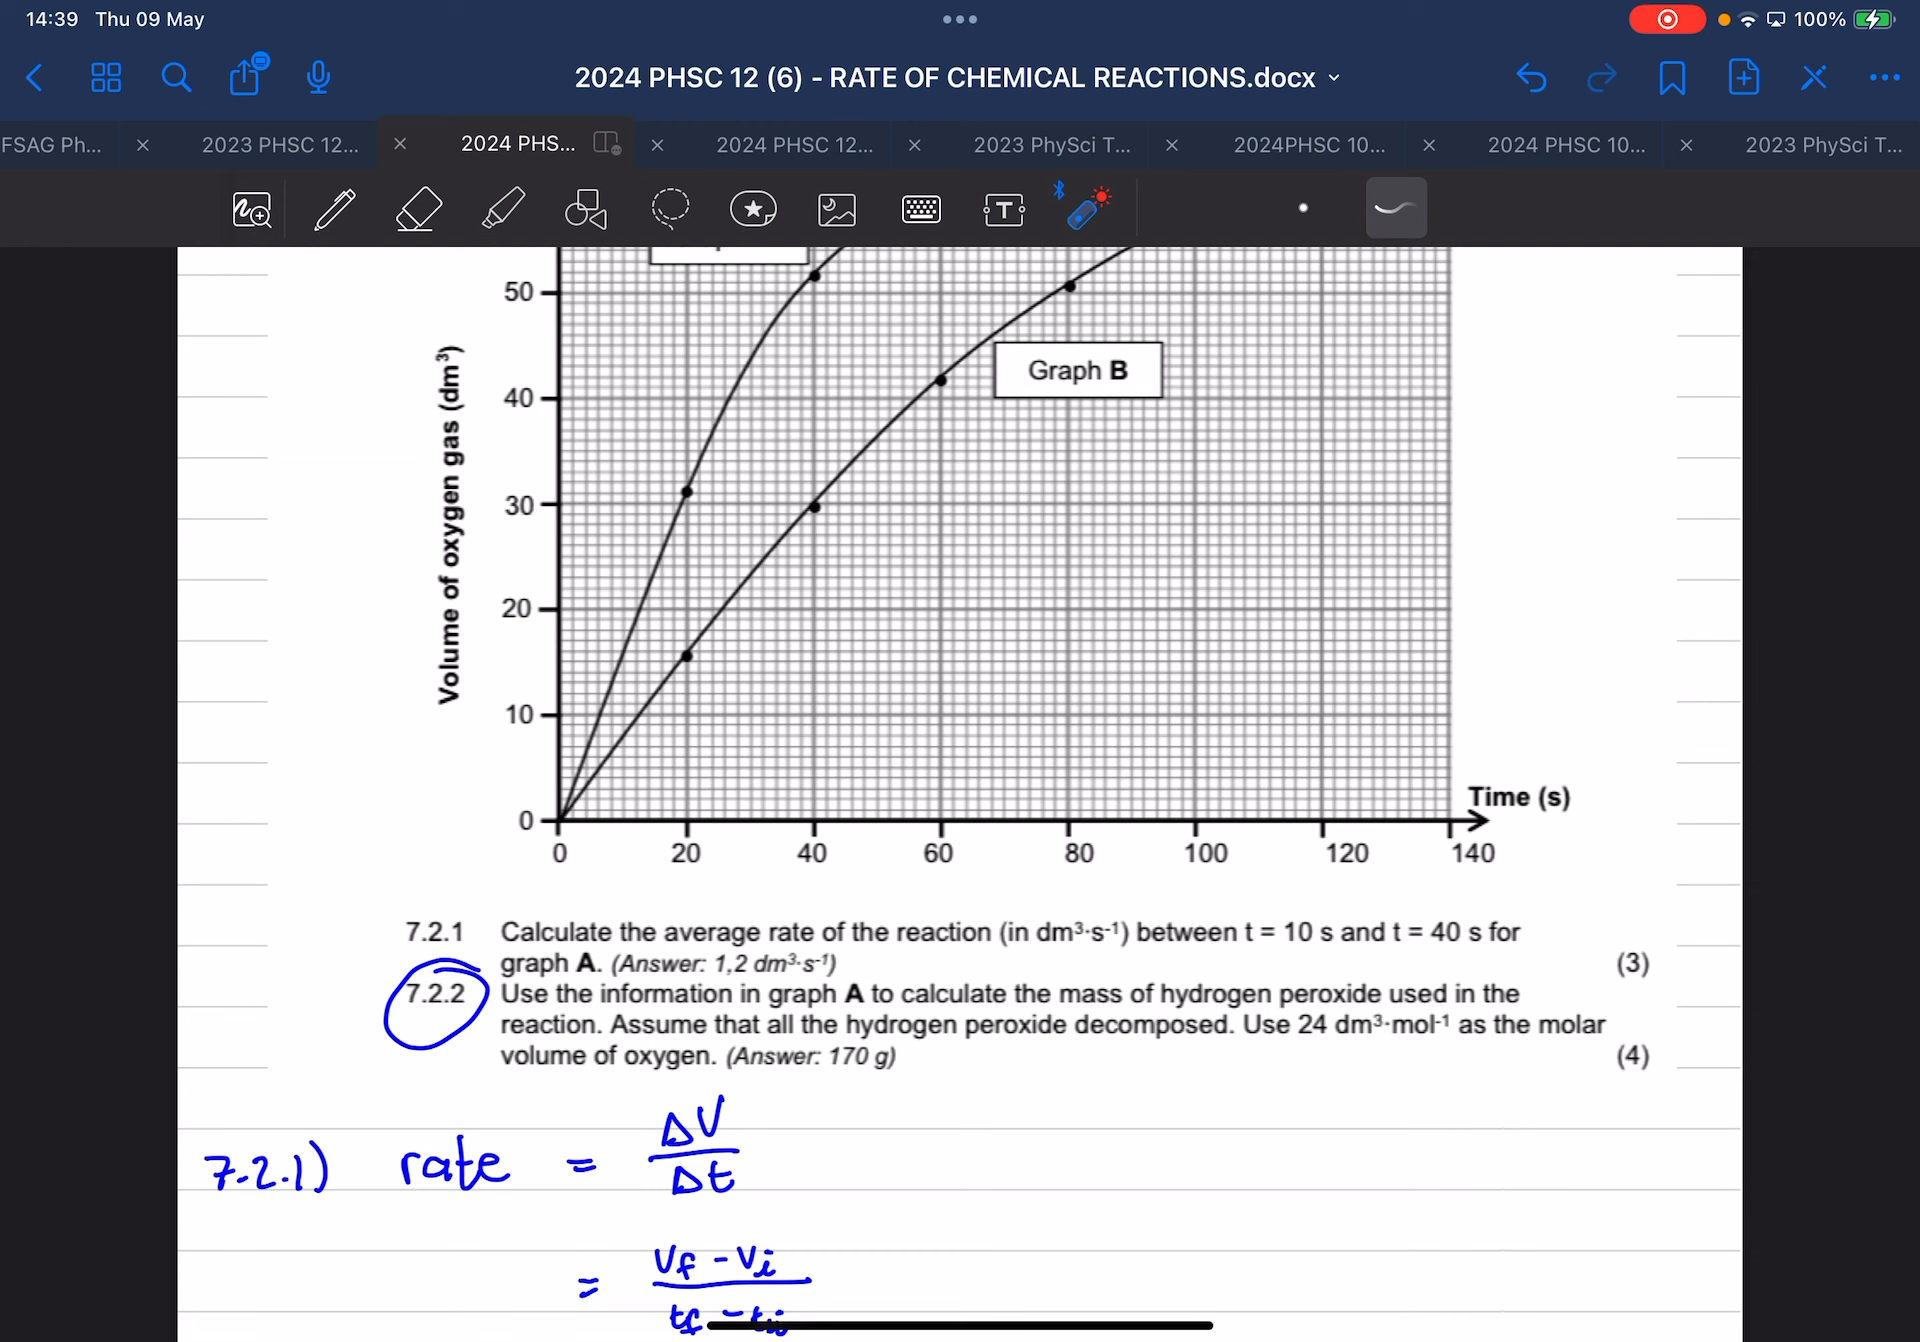 14:39 Thu 09 May
100%
2024 PHSC 12 (6) - RATE OF CHEMICAL REACTIONS.docx
FSAG Ph... 2023 PHSC 12... 2024 PHS... 2024 PHSC 12... 2023 PhySci T... 2024PHSC 10... 2024 PHSC 10... 2023 PhySci T...
50
40
30
20
10
0
Volume of oxygen gas (dm³)
Graph B
Time (s)
0 20 40 60 80 100 120 140
7.2.1 Calculate the average rate of the reaction (in dm³·s⁻¹) between t = 10 s and t = 40 s for
graph A. (Answer: 1,2 dm³·s⁻¹) (3)
7.2.2 Use the information in graph A to calculate the mass of hydrogen peroxide used in the
reaction. Assume that all the hydrogen peroxide decomposed. Use 24 dm³·mol⁻¹ as the molar
volume of oxygen. (Answer: 170 g) (4)
7.2.1) rate = ΔV
Δt
= Vf - Vi
tf - ti